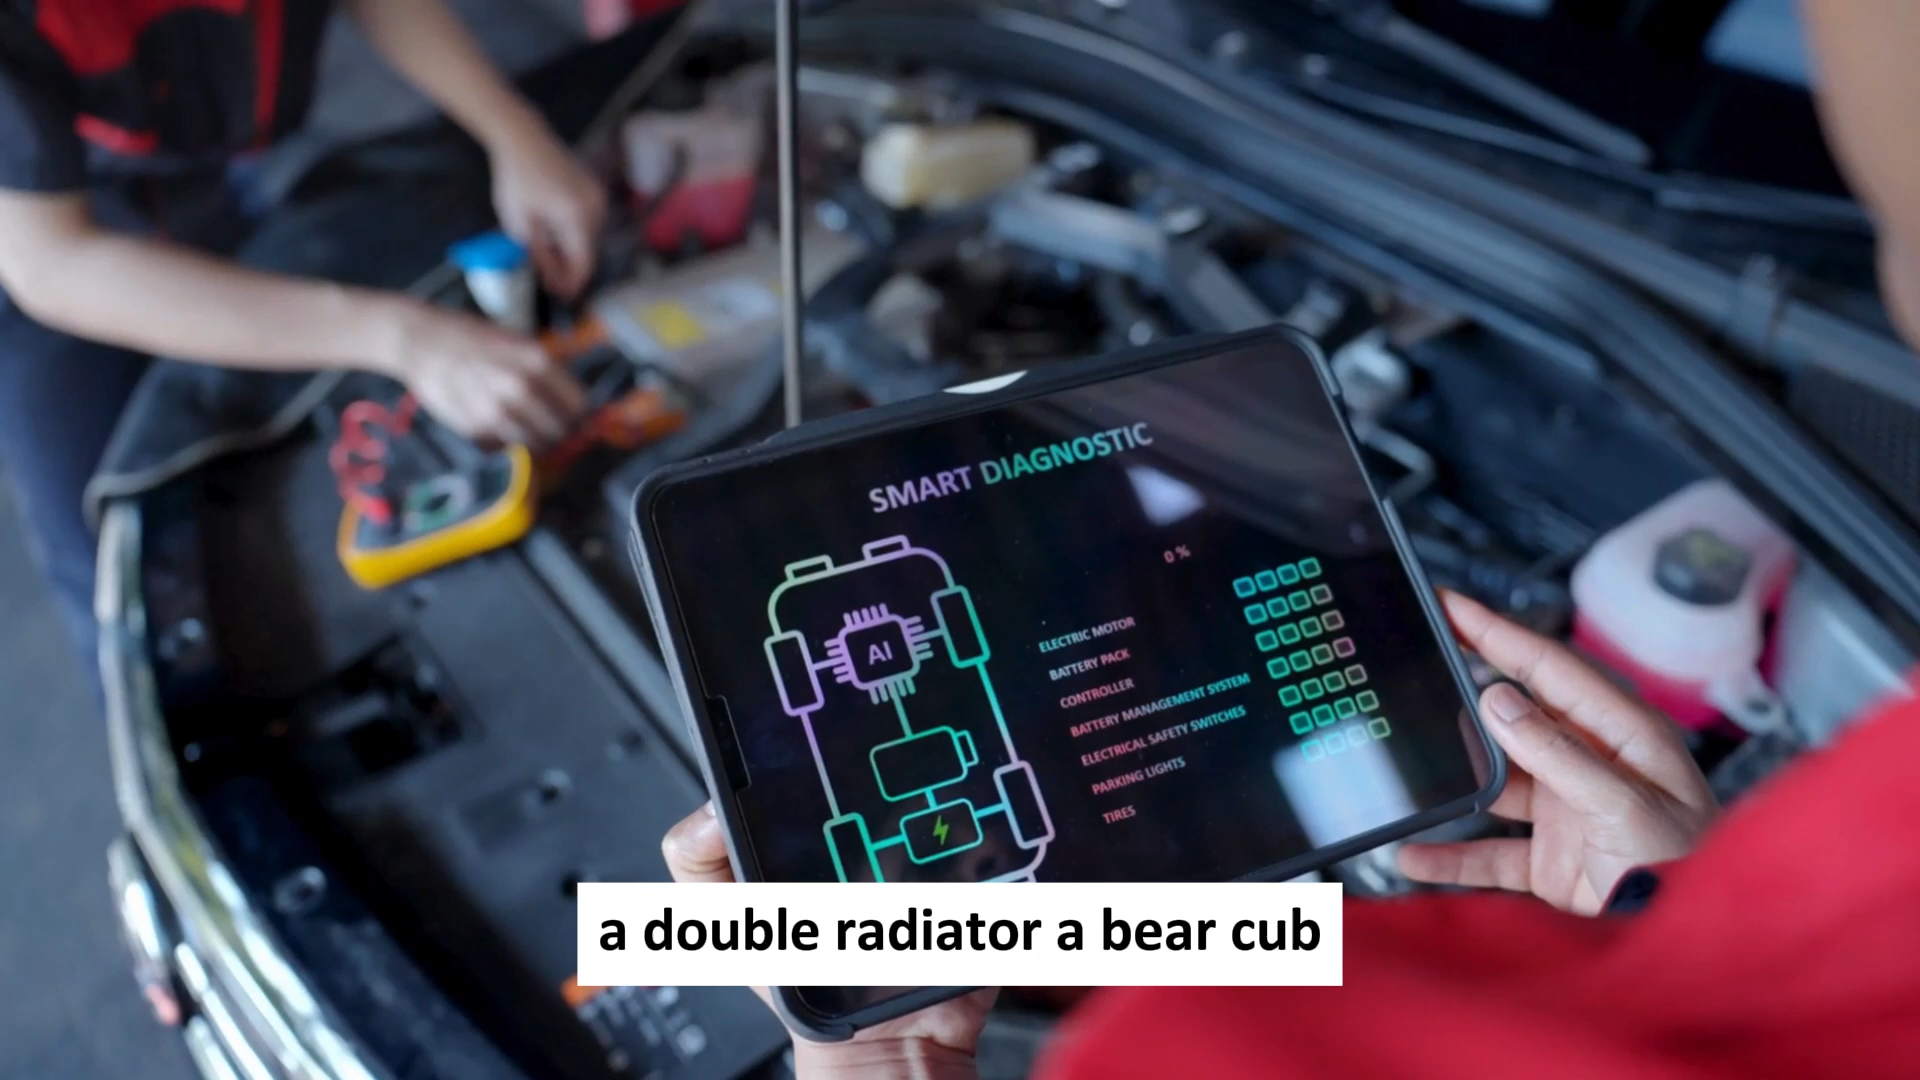 SMART DIAGNOSTIC
0 %
AI
ELECTRIC MOTOR
BATTERY PACK
CONTROLLER
BATTERY MANAGEMENT SYSTEM
ELECTRICAL SAFETY SWITCHES
PARKING LIGHTS
TIRES
a double radiator a bear cub